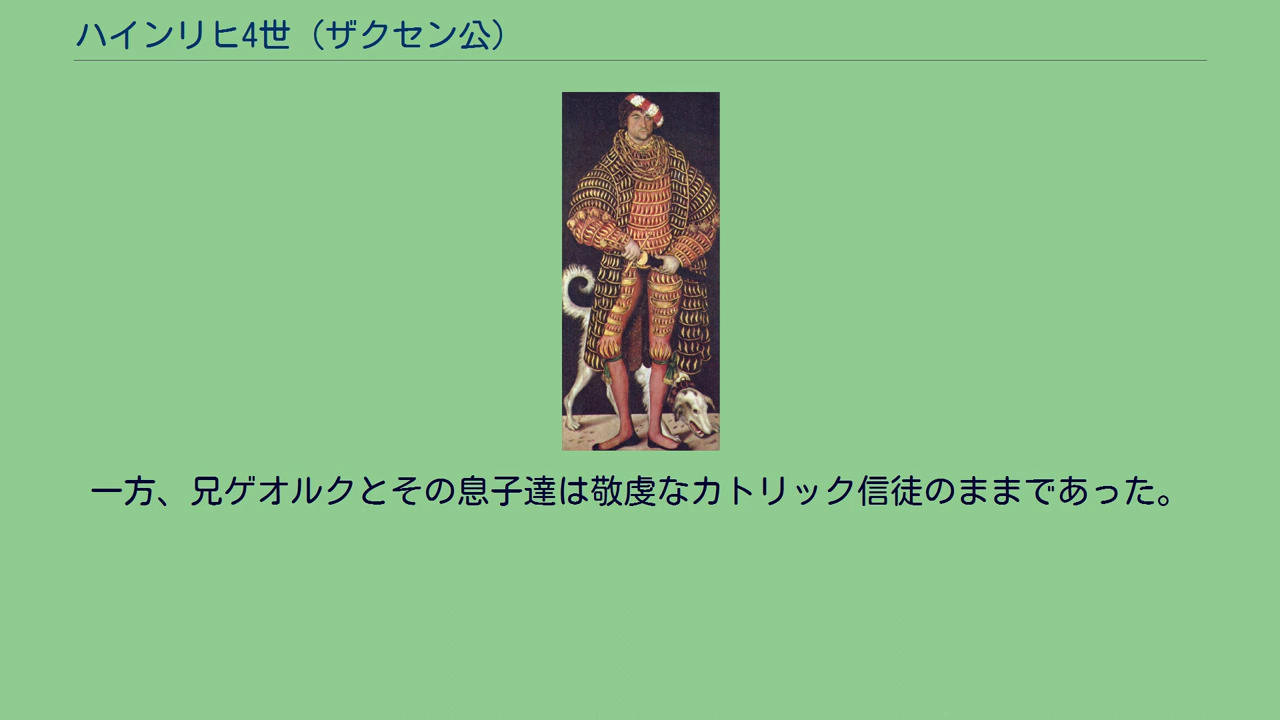 ハインリヒ4世（ザクセン公）
一方、兄ゲオルクとその息子達は敬虔なカトリック信徒のままであった。